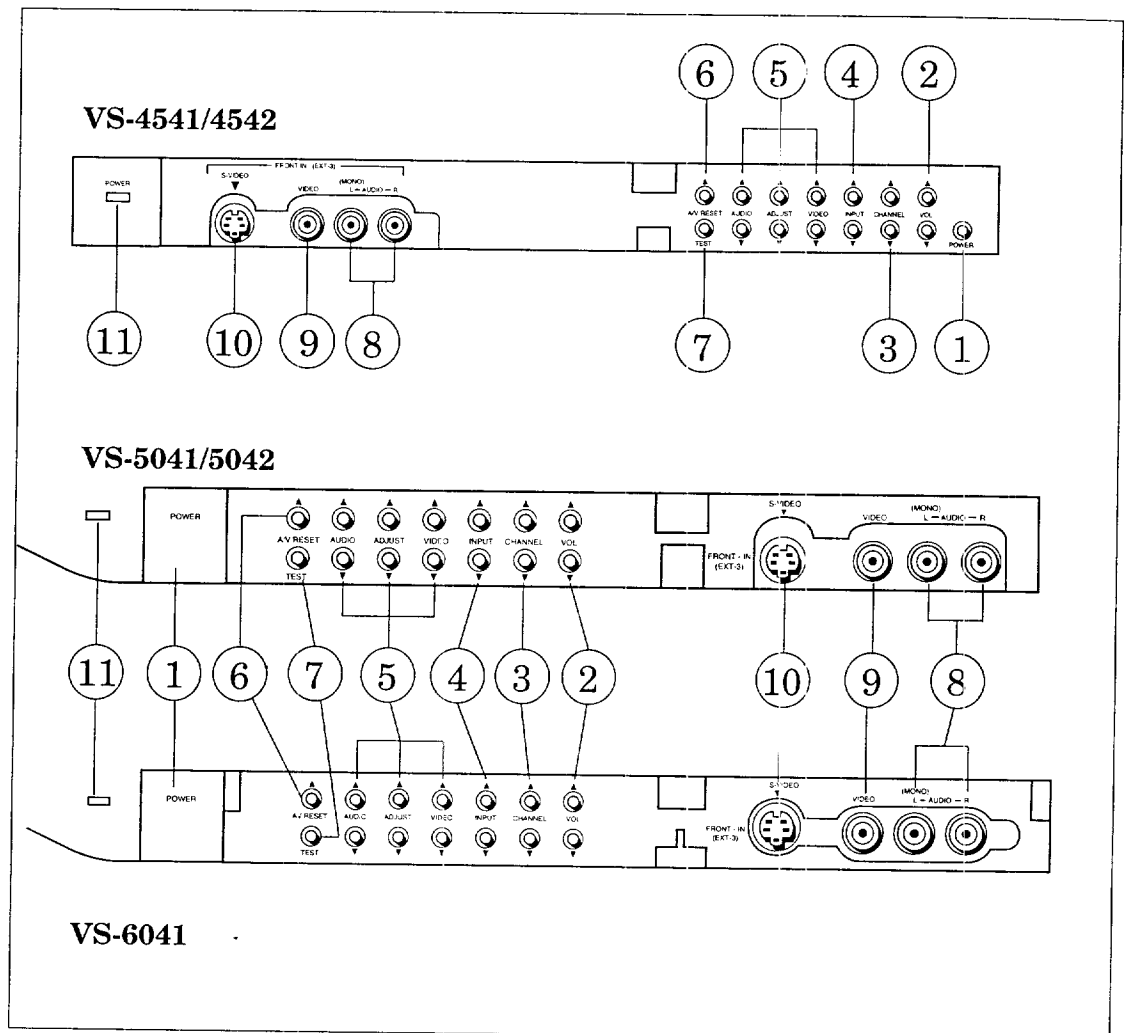 6 5 4 2
VS-4541/4542
POWER
FRONT IN (EXT-3)
S-VIDEO
VIDEO
(MONO)
L - AUDIO - R
A/V RESET AUDIO ADJUST VIDEO INPUT CHANNEL VOL
TEST
POWER
11 10 9 8 7 3 1
VS-5041/5042
POWER
A/V RESET AUDIO ADJUST VIDEO INPUT CHANNEL VOL
TEST
S-VIDEO
FRONT - IN
(EXT-3)
VIDEO
(MONO)
L - AUDIO - R
11 1 6 7 5 4 3 2 10 9 8
POWER
A/V RESET AUDIO ADJUST VIDEO INPUT CHANNEL VOL
TEST
S-VIDEO
FRONT - IN
(EXT-3)
VIDEO
(MONO)
L - AUDIO - R
VS-6041